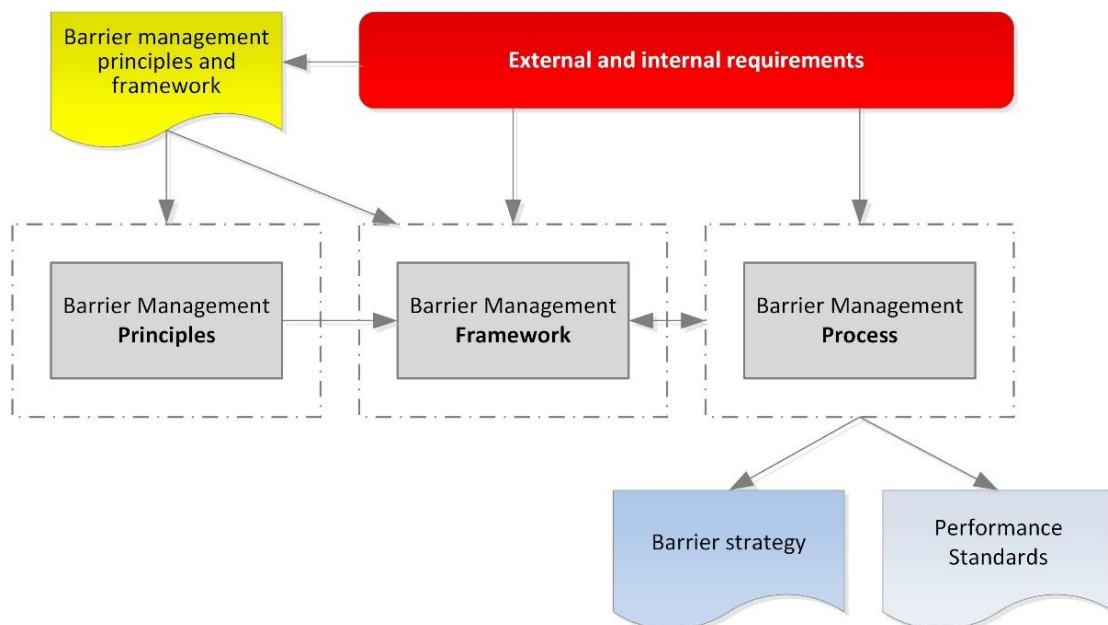 Barrier management
principles and
framework
External and internal requirements
Barrier Management
Principles
Barrier Management
Framework
Barrier Management
Process
Barrier strategy
Performance
Standards